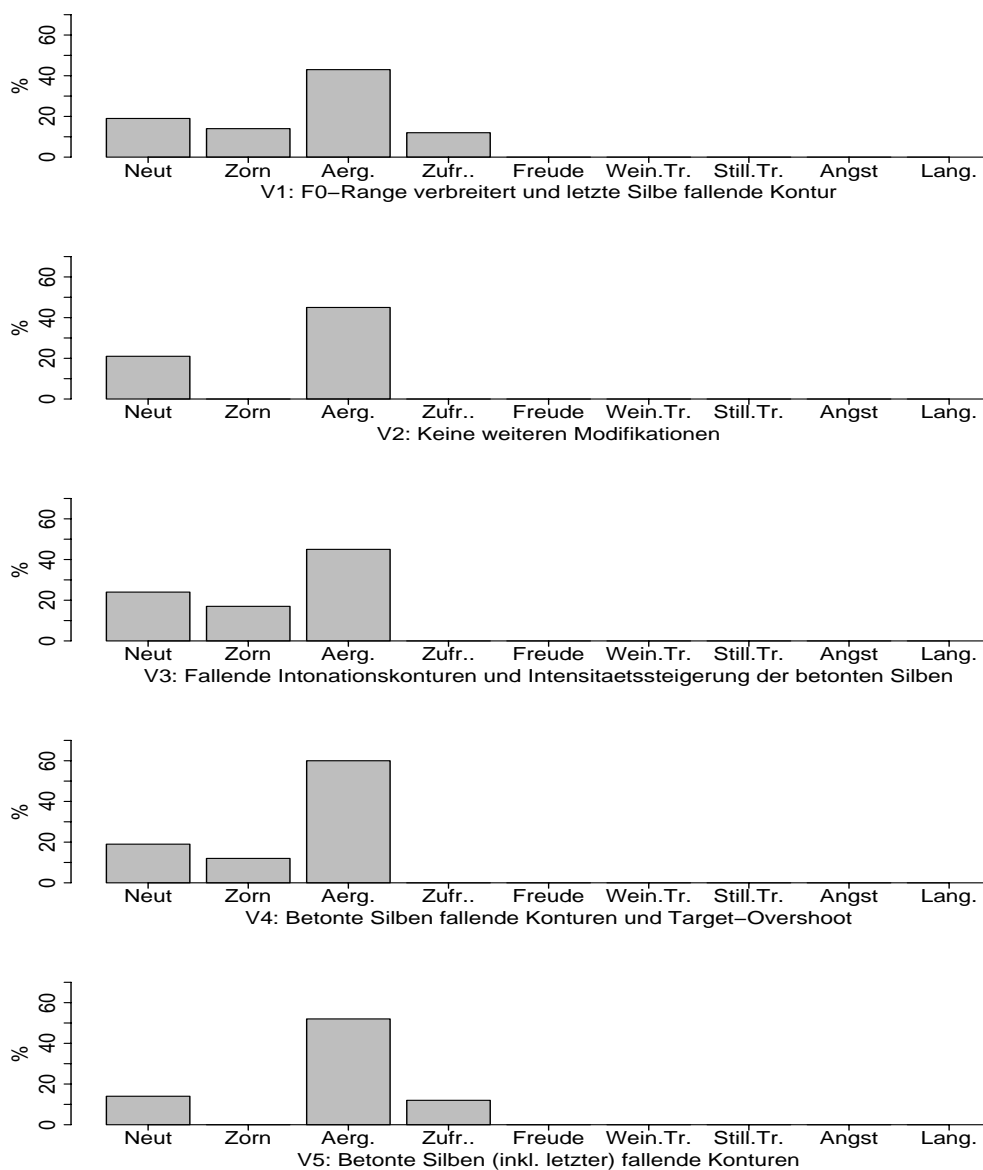 60
40
%
20
0
Neut Zorn Aerg. Zufr.. Freude Wein.Tr. Still.Tr. Angst Lang.
V1: F0−Range verbreitert und letzte Silbe fallende Kontur
60
40
%
20
0
Neut Zorn Aerg. Zufr.. Freude Wein.Tr. Still.Tr. Angst Lang.
V2: Keine weiteren Modifikationen
60
40
%
20
0
Neut Zorn Aerg. Zufr.. Freude Wein.Tr. Still.Tr. Angst Lang.
V3: Fallende Intonationskonturen und Intensitaetssteigerung der betonten Silben
60
40
%
20
0
Neut Zorn Aerg. Zufr.. Freude Wein.Tr. Still.Tr. Angst Lang.
V4: Betonte Silben fallende Konturen und Target−Overshoot
60
40
%
20
0
Neut Zorn Aerg. Zufr.. Freude Wein.Tr. Still.Tr. Angst Lang.
V5: Betonte Silben (inkl. letzter) fallende Konturen